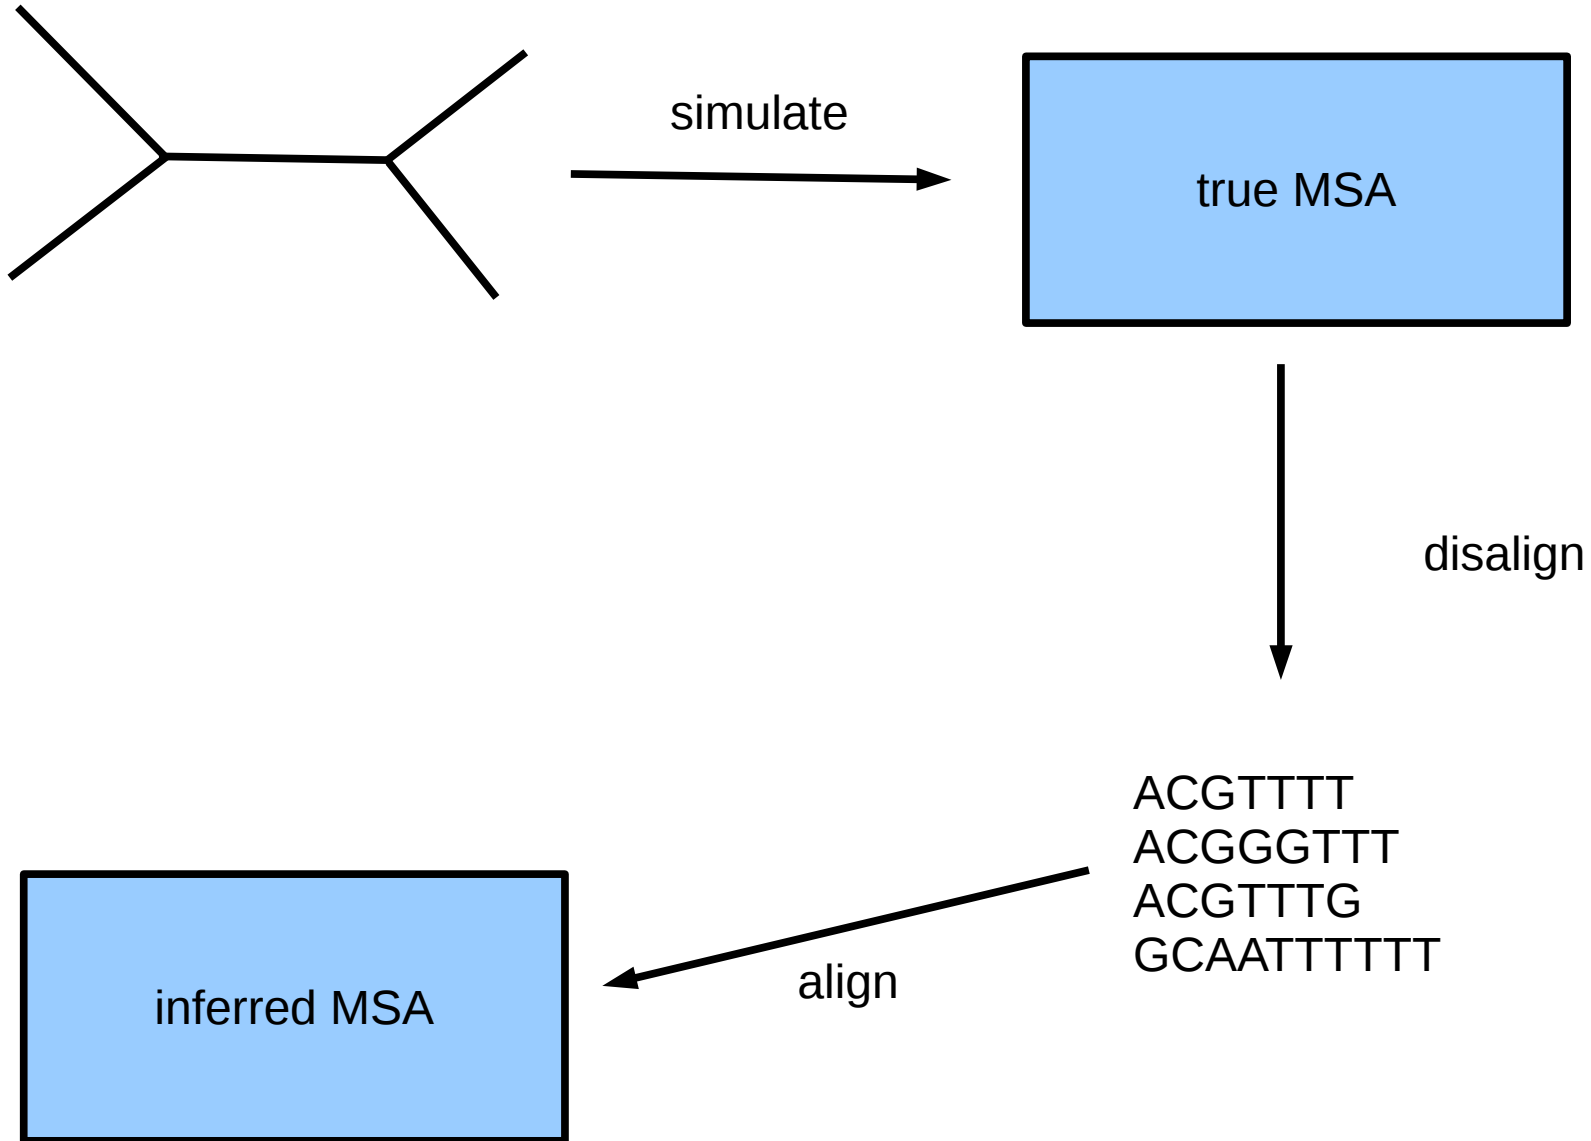 simulate
true MSA
disalign
ACGTTTT
ACGGGTTT
ACGTTTG
GCAATTTTTT
align
inferred MSA